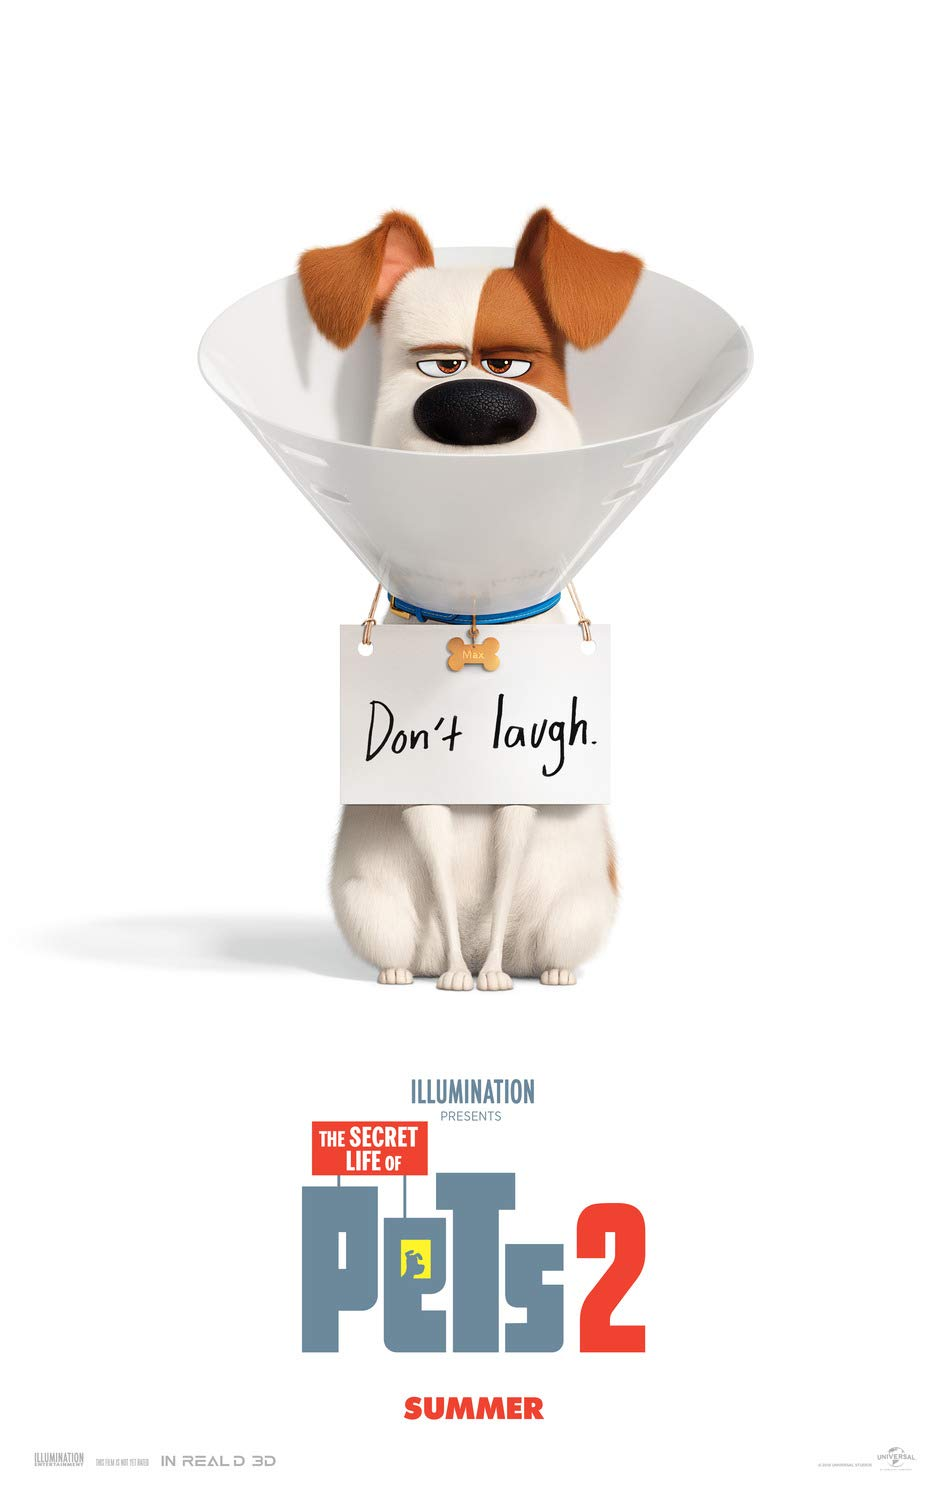 Max
Don't laugh.
ILLUMINATION
PRESENTS
THE SECRET
LIFE OF
PETS 2
SUMMER
ILLUMINATION
ENTERTAINMENT
THIS FILM IS NOT YET RATED
IN REAL D 3D
UNIVERSAL